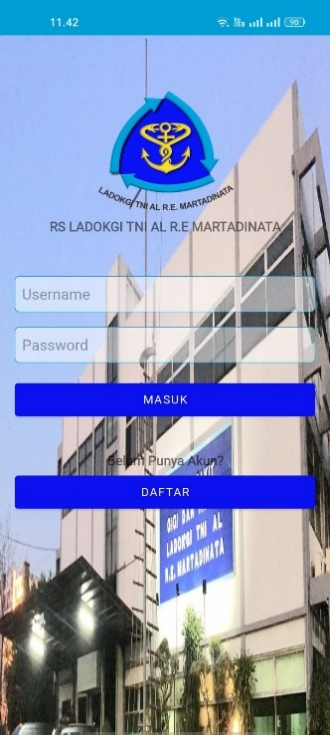 11.42
90
LADOKGI TNI AL R.E. MARTADINATA
RS LADOKGI TNI AL R.E MARTADINATA
Username
Password
MASUK
Belum Punya Akun?
DAFTAR
GIGI DAN
LADOKGI TNI AL
R.E. MARTADINATA